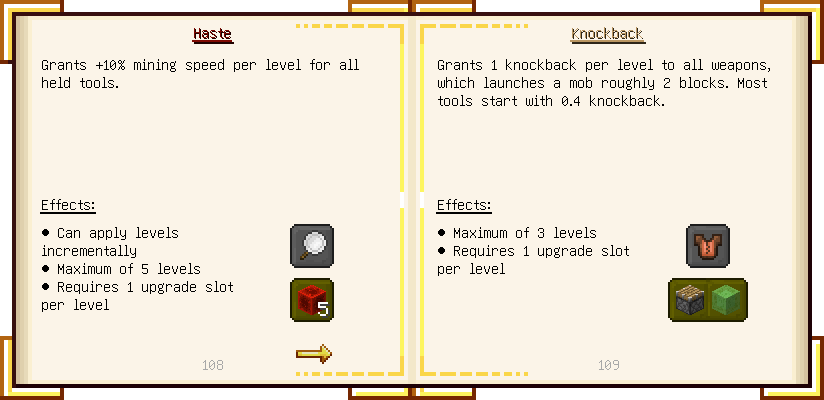 Haste
Grants +10% mining speed per level for all
held tools.
Effects:
● Can apply levels
incrementally
● Maximum of 5 levels
● Requires 1 upgrade slot
per level
5
108
Knockback
Grants 1 knockback per level to all weapons,
which launches a mob roughly 2 blocks. Most
tools start with 0.4 knockback.
Effects:
● Maximum of 3 levels
● Requires 1 upgrade slot
per level
109